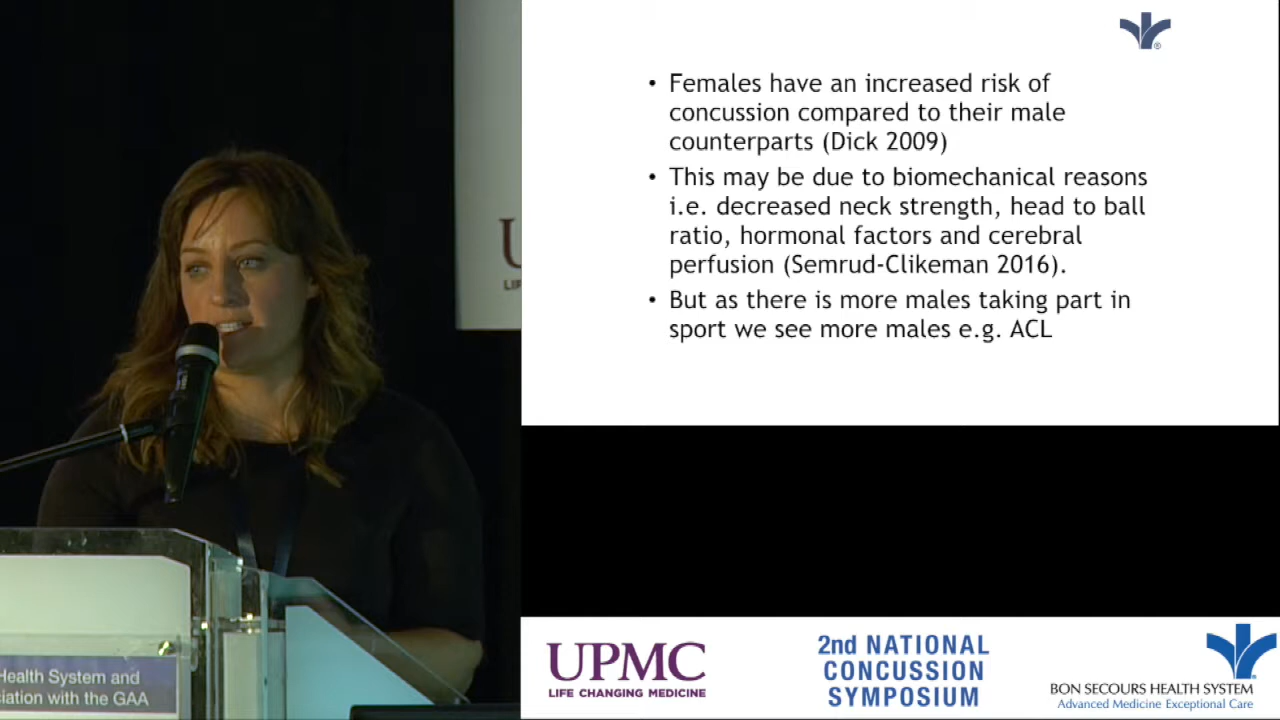 • Females have an increased risk of
concussion compared to their male
counterparts (Dick 2009)
• This may be due to biomechanical reasons
i.e. decreased neck strength, head to ball
ratio, hormonal factors and cerebral
perfusion (Semrud-Clikeman 2016).
• But as there is more males taking part in
sport we see more males e.g. ACL
U
LIF
Health System and
ciation with the GAA
UPMC
LIFE CHANGING MEDICINE
2nd NATIONAL
CONCUSSION
SYMPOSIUM
BON SECOURS HEALTH SYSTEM
Advanced Medicine Exceptional Care
®
®